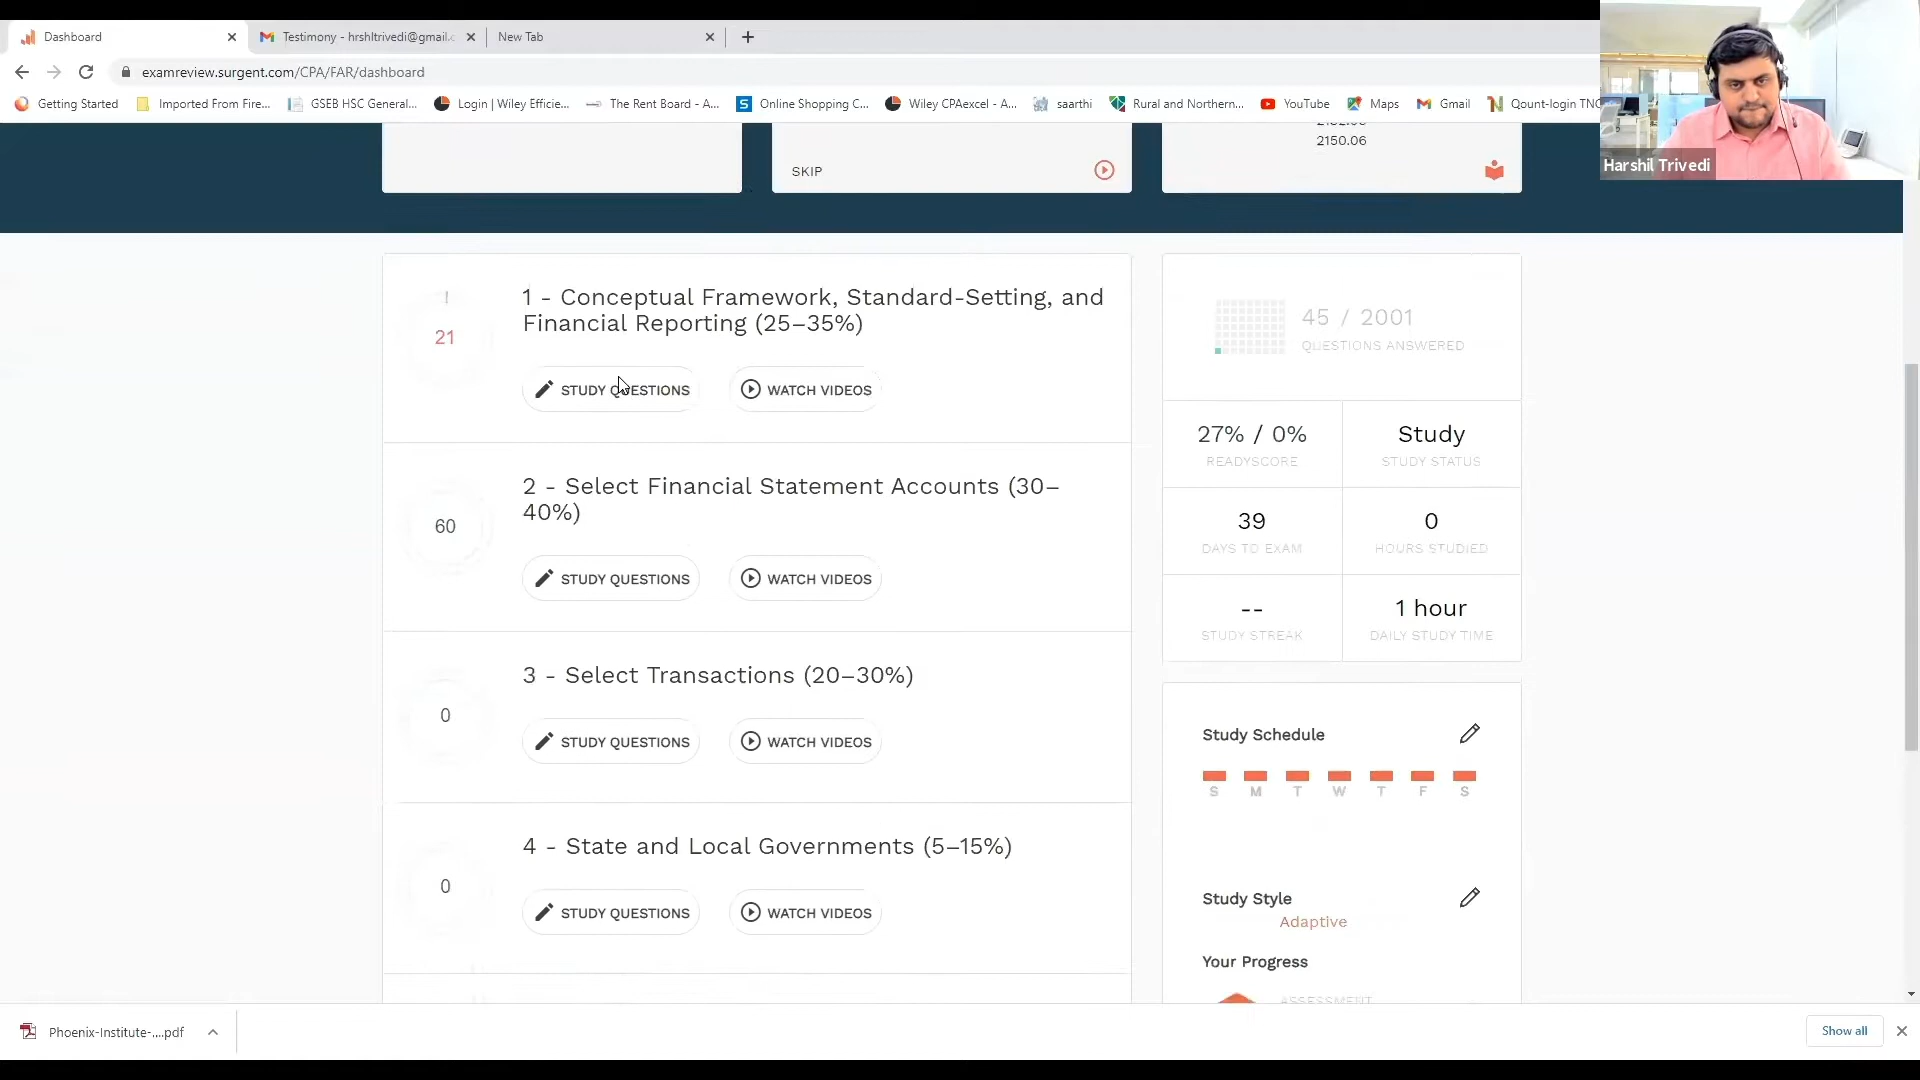 Dashboard
Testimony - hrshltrivedi@gmail.c
New Tab
examreview.surgent.com/CPA/FAR/dashboard
Getting Started
Imported From Fire...
GSEB HSC General...
Login | Wiley Efficie...
The Rent Board - A...
Online Shopping C...
Wiley CPAexcel - A...
saarthi
Rural and Northern...
YouTube
Maps
Gmail
Qount-login TNC
Harshil Trivedi
2150.06
SKIP
1 - Conceptual Framework, Standard-Setting, and
Financial Reporting (25–35%)
21
STUDY QUESTIONS
WATCH VIDEOS
2 - Select Financial Statement Accounts (30–
40%)
60
STUDY QUESTIONS
WATCH VIDEOS
3 - Select Transactions (20–30%)
0
STUDY QUESTIONS
WATCH VIDEOS
4 - State and Local Governments (5–15%)
0
STUDY QUESTIONS
WATCH VIDEOS
45 / 2001
QUESTIONS ANSWERED
27% / 0%
READYSCORE
Study
STUDY STATUS
39
DAYS TO EXAM
0
HOURS STUDIED
--
STUDY STREAK
1 hour
DAILY STUDY TIME
Study Schedule
S M T W T F S
Study Style
Adaptive
Your Progress
ASSESSMENT
Phoenix-Institute-....pdf
Show all